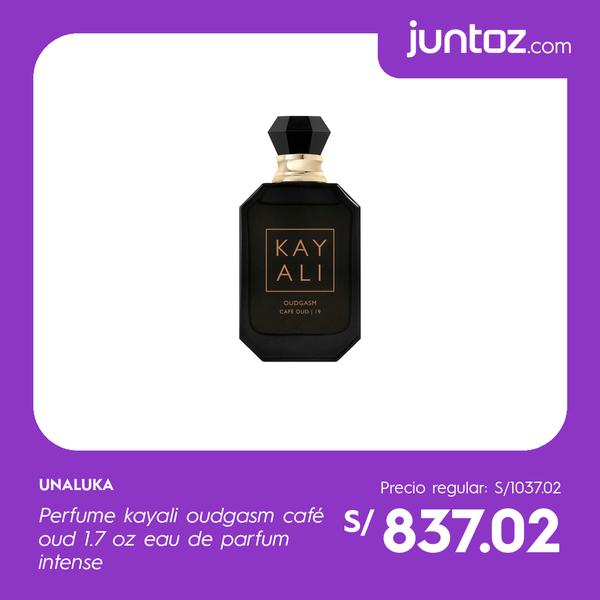 juntoz.com
KAY
ALI
OUDGASM
CAFÉ OUD | 19
UNALUKA
Perfume kayali oudgasm café
oud 1.7 oz eau de parfum
intense
Precio regular: S/1037.02
S/ 837.02